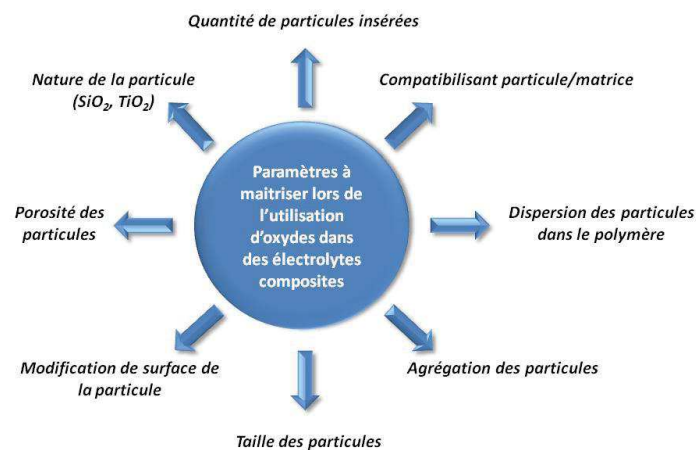 Quantité de particules insérées
Nature de la particule
(SiO2, TiO2)
Compatibilisant particule/matrice
Paramètres à
maitriser lors de
l'utilisation
d'oxydes dans
des électrolytes
composites
Porosité des
particules
Dispersion des particules
dans le polymère
Modification de surface de
la particule
Agrégation des particules
Taille des particules